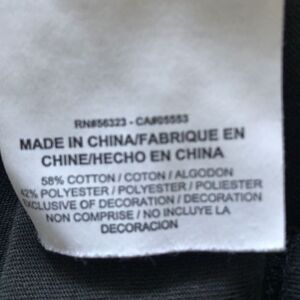 RN#56323 - CA#05553
MADE IN CHINA/FABRIQUE EN
CHINE/HECHO EN CHINA
58% COTTON / COTON / ALGODON
42% POLYESTER / POLYESTER / POLIESTER
EXCLUSIVE OF DECORATION / DECORATION
NON COMPRISE / NO INCLUYE LA
DECORACION